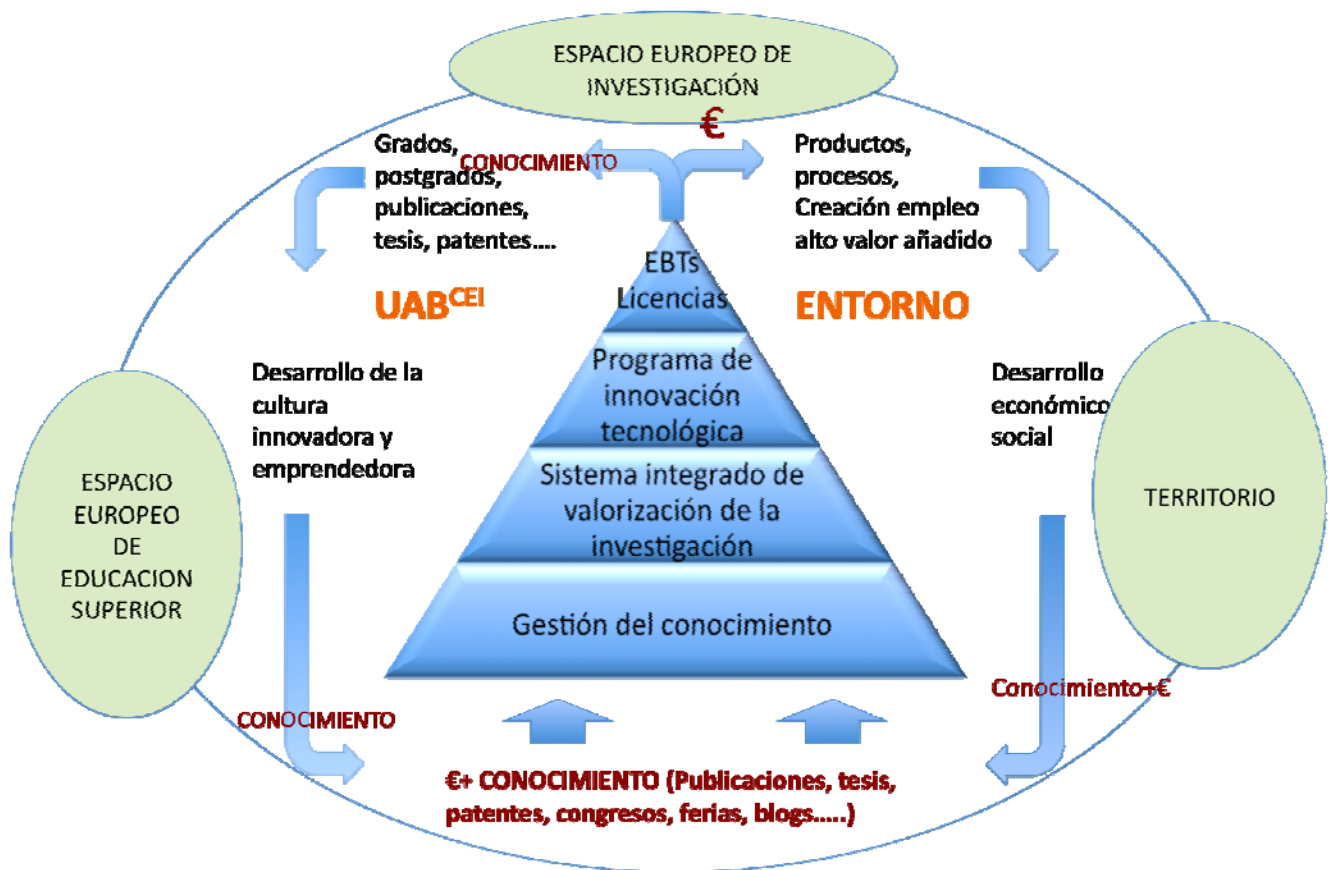 ESPACIO EUROPEO DE
INVESTIGACIÓN
€
CONOCIMIENTO
Grados,
postgrados,
publicaciones,
tesis, patentes....
Productos,
procesos,
Creación empleo
alto valor añadido
UABCEI
ENTORNO
EBTs
Licencias
Programa de
innovación
tecnológica
Sistema integrado de
valorización de la
investigación
Gestión del conocimiento
Desarrollo de la
cultura
innovadora y
emprendedora
Desarrollo
económico
social
ESPACIO
EUROPEO
DE
EDUCACION
SUPERIOR
TERRITORIO
CONOCIMIENTO
Conocimiento+€
€+ CONOCIMIENTO (Publicaciones, tesis,
patentes, congresos, ferias, blogs.....)